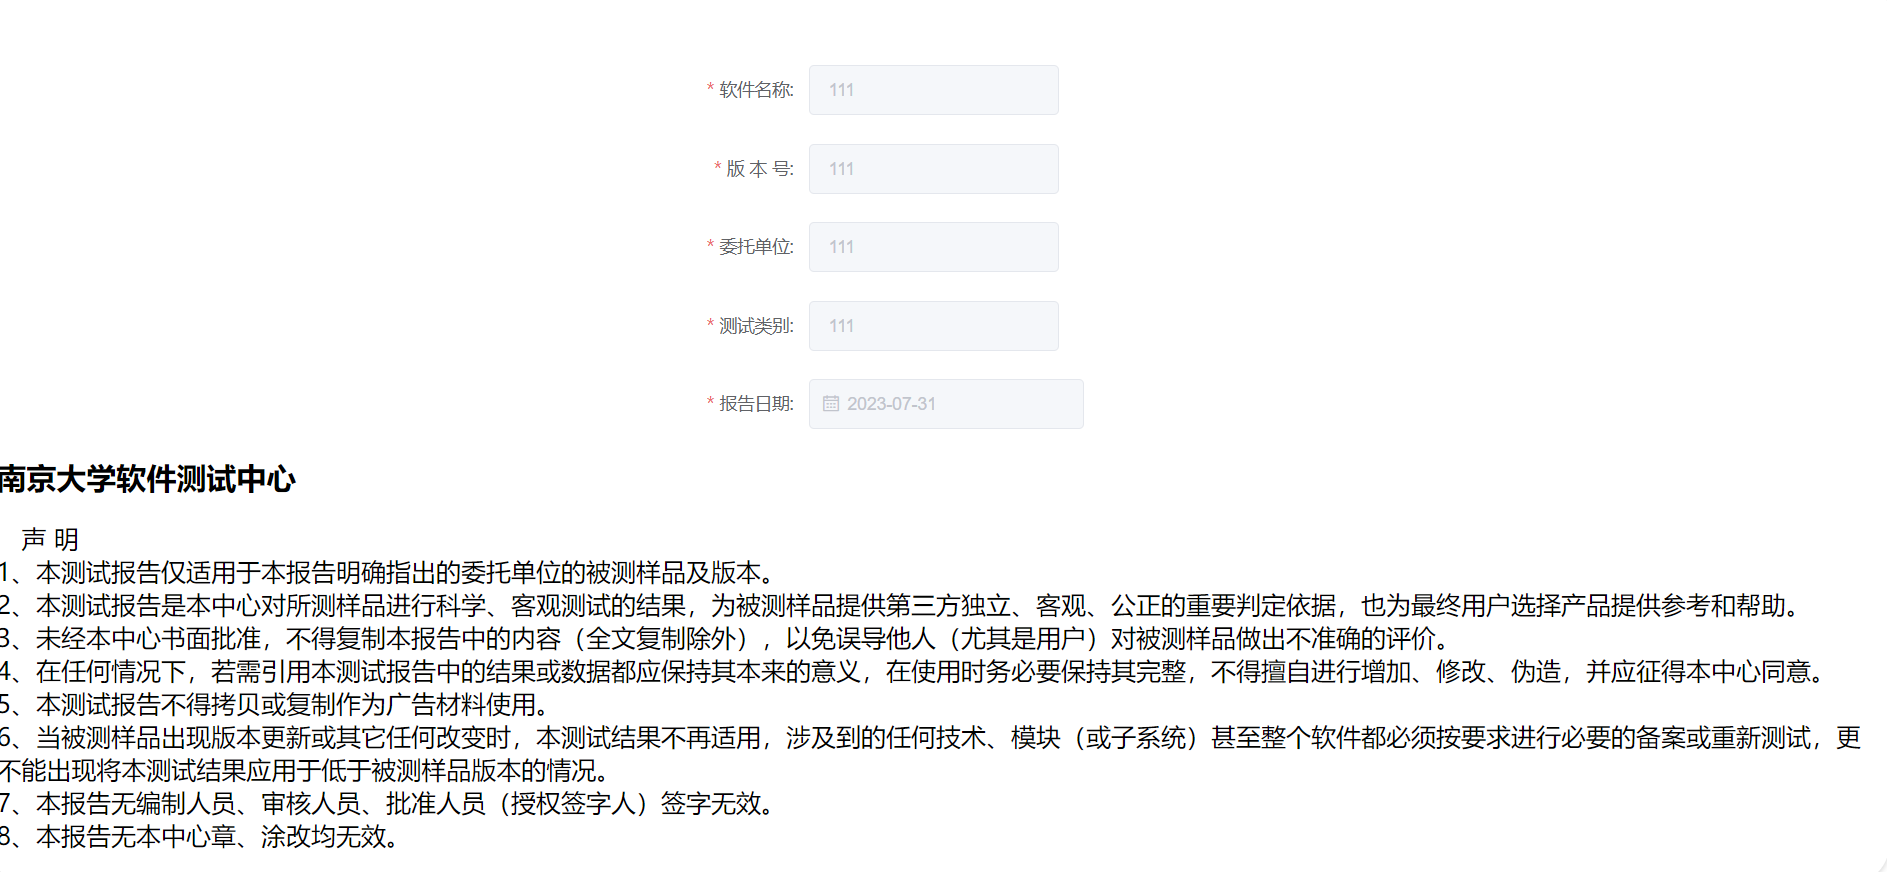 * 软件名称: 111
* 版 本 号: 111
* 委托单位: 111
* 测试类别: 111
* 报告日期: 2023-07-31
南京大学软件测试中心
声 明
1、本测试报告仅适用于本报告明确指出的委托单位的被测样品及版本。
2、本测试报告是本中心对所测样品进行科学、客观测试的结果，为被测样品提供第三方独立、客观、公正的重要判定依据，也为最终用户选择产品提供参考和帮助。
3、未经本中心书面批准，不得复制本报告中的内容（全文复制除外），以免误导他人（尤其是用户）对被测样品做出不准确的评价。
4、在任何情况下，若需引用本测试报告中的结果或数据都应保持其本来的意义，在使用时务必要保持其完整，不得擅自进行增加、修改、伪造，并应征得本中心同意。
5、本测试报告不得拷贝或复制作为广告材料使用。
6、当被测样品出现版本更新或其它任何改变时，本测试结果不再适用，涉及到的任何技术、模块（或子系统）甚至整个软件都必须按要求进行必要的备案或重新测试，更
不能出现将本测试结果应用于低于被测样品版本的情况。
7、本报告无编制人员、审核人员、批准人员（授权签字人）签字无效。
8、本报告无本中心章、涂改均无效。